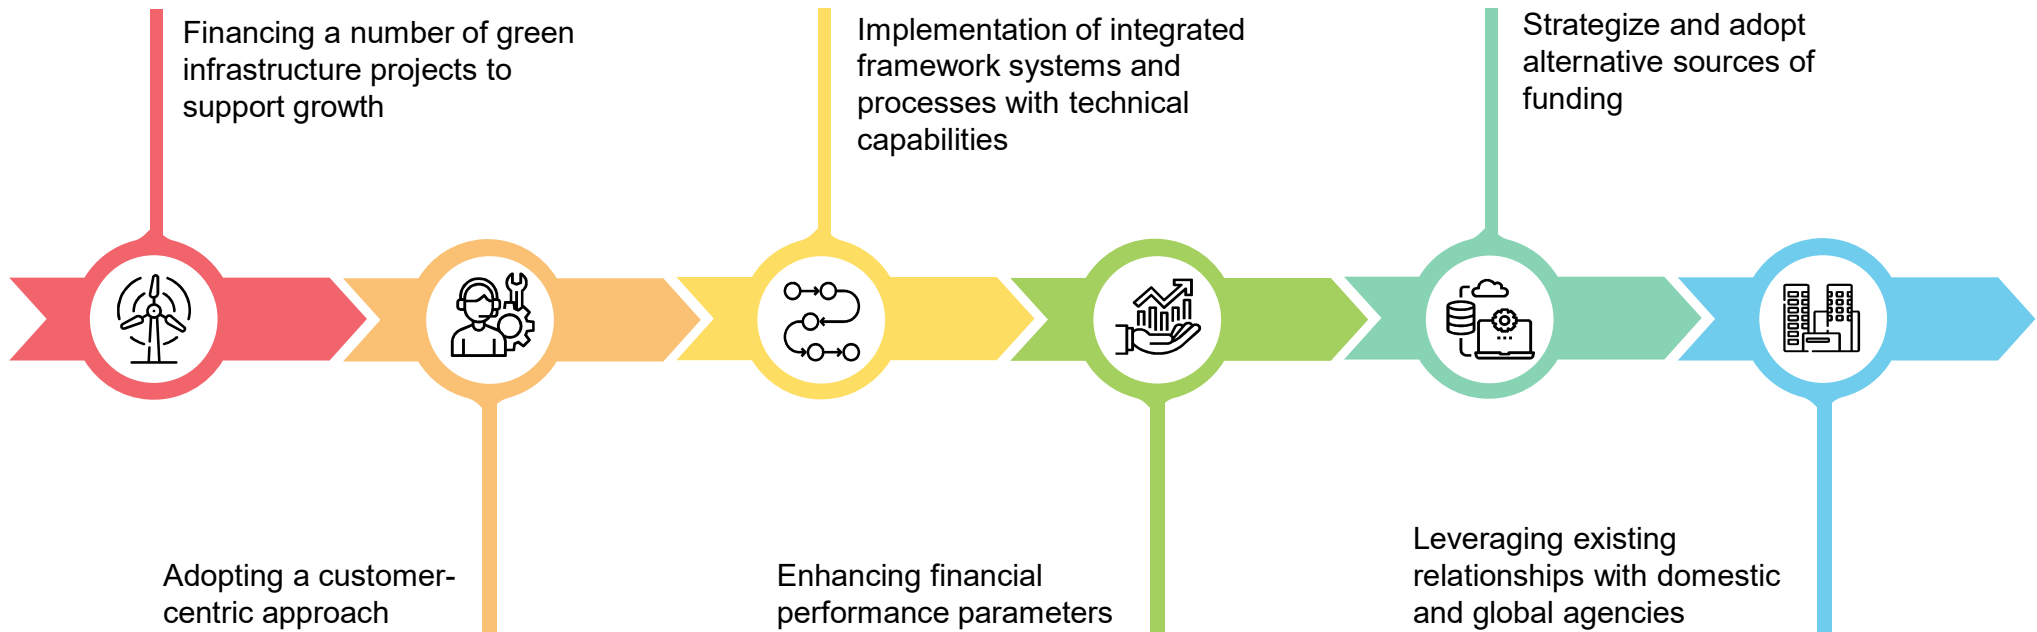 Financing a number of green
infrastructure projects to
support growth
Adopting a customer-
centric approach
Implementation of integrated
framework systems and
processes with technical
capabilities
Enhancing financial
performance parameters
Strategize and adopt
alternative sources of
funding
Leveraging existing
relationships with domestic
and global agencies